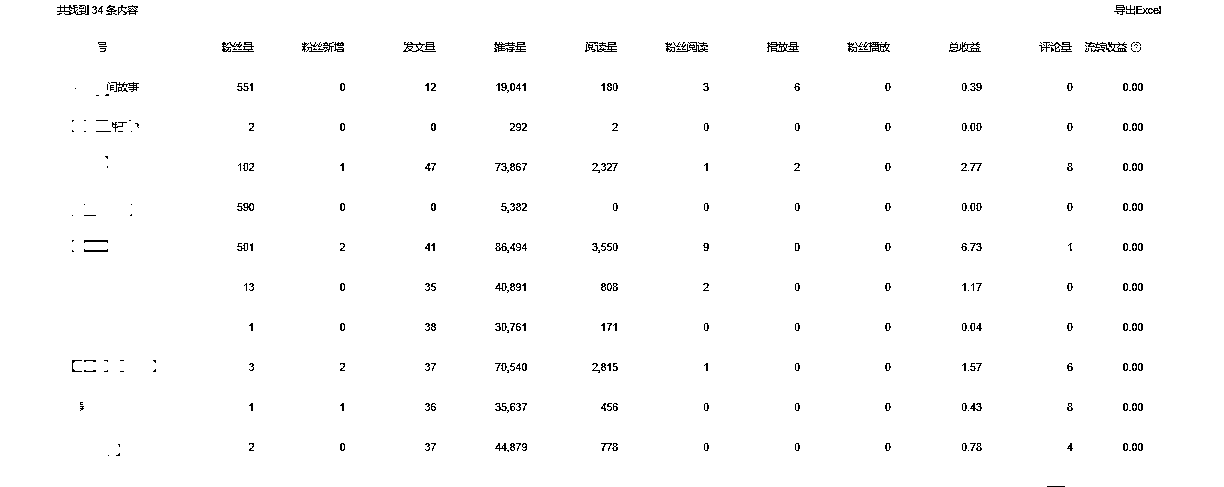 共找到 34 条内容 导出Excel
号 粉丝量 粉丝新增 发文量 推荐量 阅读量 粉丝阅读 播放量 粉丝播放 总收益 评论量 流转收益
间故事 551 0 12 19,041 180 3 6 0 0.39 0 0.00
2 0 0 292 2 0 0 0 0.00 0 0.00
102 1 47 73,867 2,327 1 2 0 2.77 8 0.00
590 0 0 5,382 0 0 0 0 0.00 0 0.00
501 2 41 86,494 3,550 9 0 0 6.73 1 0.00
13 0 35 40,891 808 2 0 0 1.17 0 0.00
1 0 38 30,761 171 0 0 0 0.04 0 0.00
3 2 37 70,540 2,815 1 0 0 1.57 6 0.00
1 1 36 35,637 456 0 0 0 0.43 8 0.00
2 0 37 44,879 778 0 0 0 0.78 4 0.00